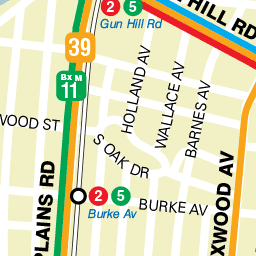 2 5
Gun Hill Rd
HILL RD
39
Bx M
11
HOLLAND AV
WALLACE AV
BARNES AV
WOOD ST
S OAK DR
PLAINS RD
XWOOD AV
2 5
Burke Av
BURKE AV